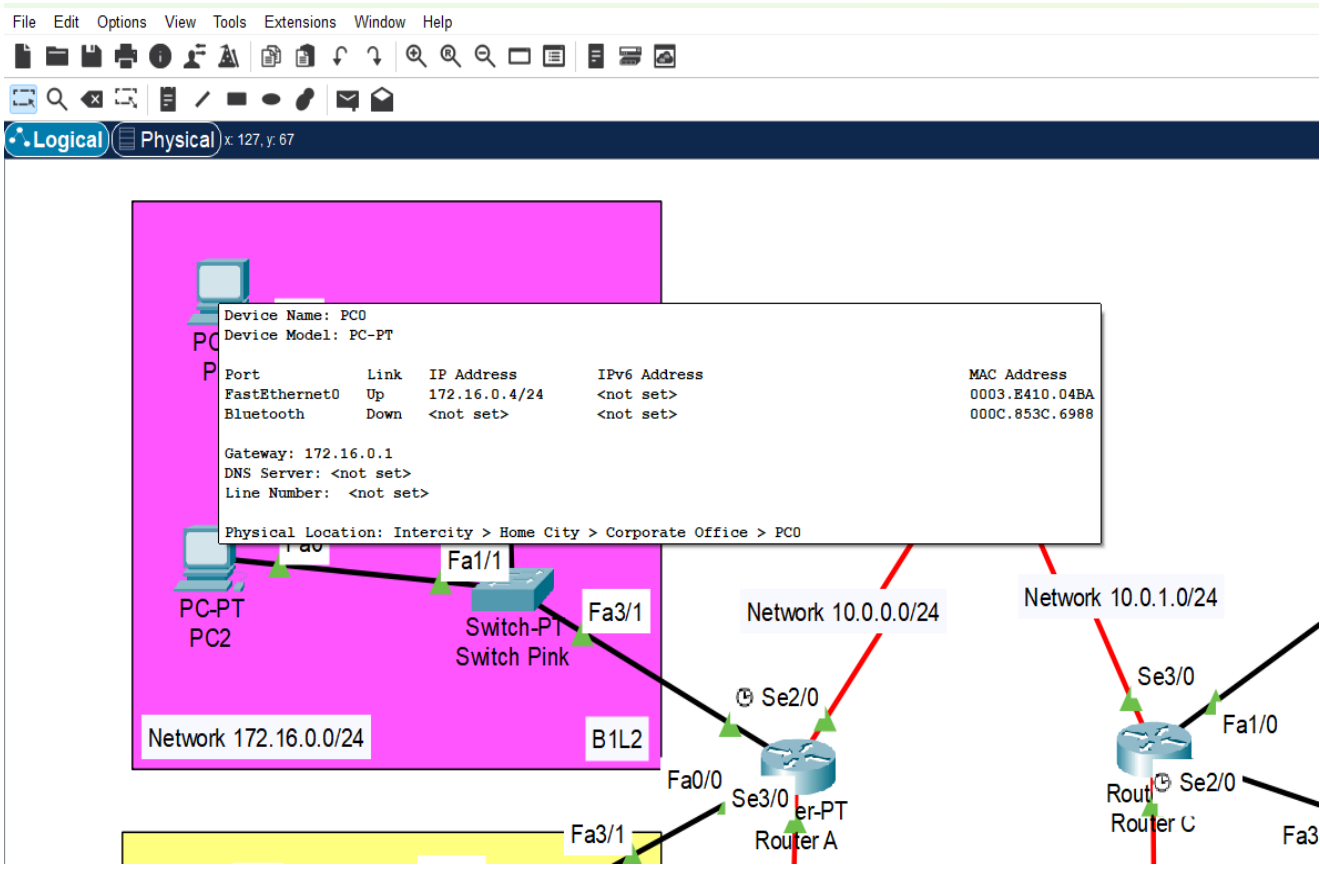 File Edit Options View Tools Extensions Window Help
Logical Physical x: 127, y: 67
Device Name: PC0
Device Model: PC-PT
Port Link IP Address IPv6 Address MAC Address
FastEthernet0 Up 172.16.0.4/24 <not set> 0003.E410.04BA
Bluetooth Down <not set> <not set> 000C.853C.6988
Gateway: 172.16.0.1
DNS Server: <not set>
Line Number: <not set>
Physical Location: Intercity > Home City > Corporate Office > PC0
Fa1/1
PC-PT
PC2
Switch-PT
Switch Pink
Fa3/1
Network 172.16.0.0/24
B1L2
Network 10.0.0.0/24
Network 10.0.1.0/24
Se2/0
Se3/0
Fa1/0
Fa0/0
Se3/0
er-PT
Router A
Se2/0
Rout
Router C
Fa3/1
Fa3